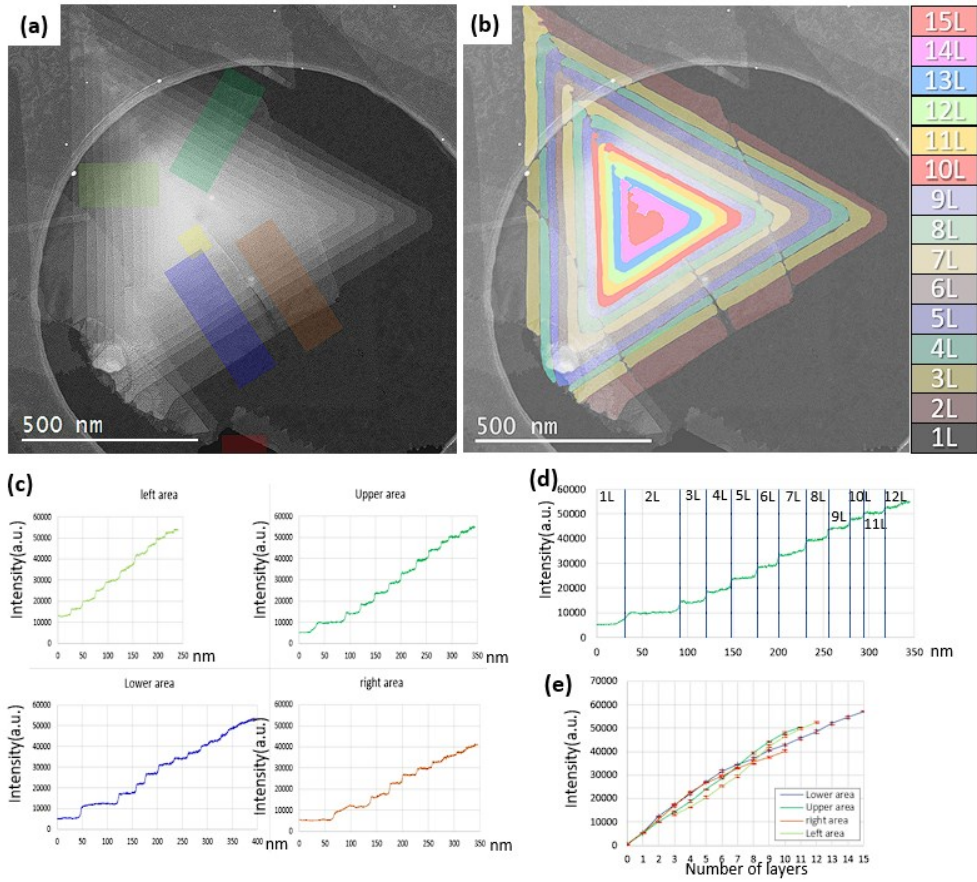 (a)
500 nm
(b)
500 nm
15L
14L
13L
12L
11L
10L
9L
8L
7L
6L
5L
4L
3L
2L
1L
(c)
left area
Intensity(a.u.)
60000
50000
40000
30000
20000
10000
0
0 50 100 150 200 250
nm
Upper area
Intensity(a.u.)
60000
50000
40000
30000
20000
10000
0
0 50 100 150 200 250 300 350
nm
Lower area
Intensity(a.u.)
60000
50000
40000
30000
20000
10000
0
0 50 100 150 200 250 300 350 400
nm
right area
Intensity(a.u.)
60000
50000
40000
30000
20000
10000
0
0 50 100 150 200 250 300 350
nm
(d)
Intensity(a.u.)
60000
50000
40000
30000
20000
10000
0
1L 2L 3L 4L 5L 6L 7L 8L 9L 10L 11L 12L
0 50 100 150 200 250 300 350
nm
(e)
Intensity(a.u.)
70000
60000
50000
40000
30000
20000
10000
0
Lower area
Upper area
right area
Left area
0 1 2 3 4 5 6 7 8 9 10 11 12 13 14 15
Number of layers